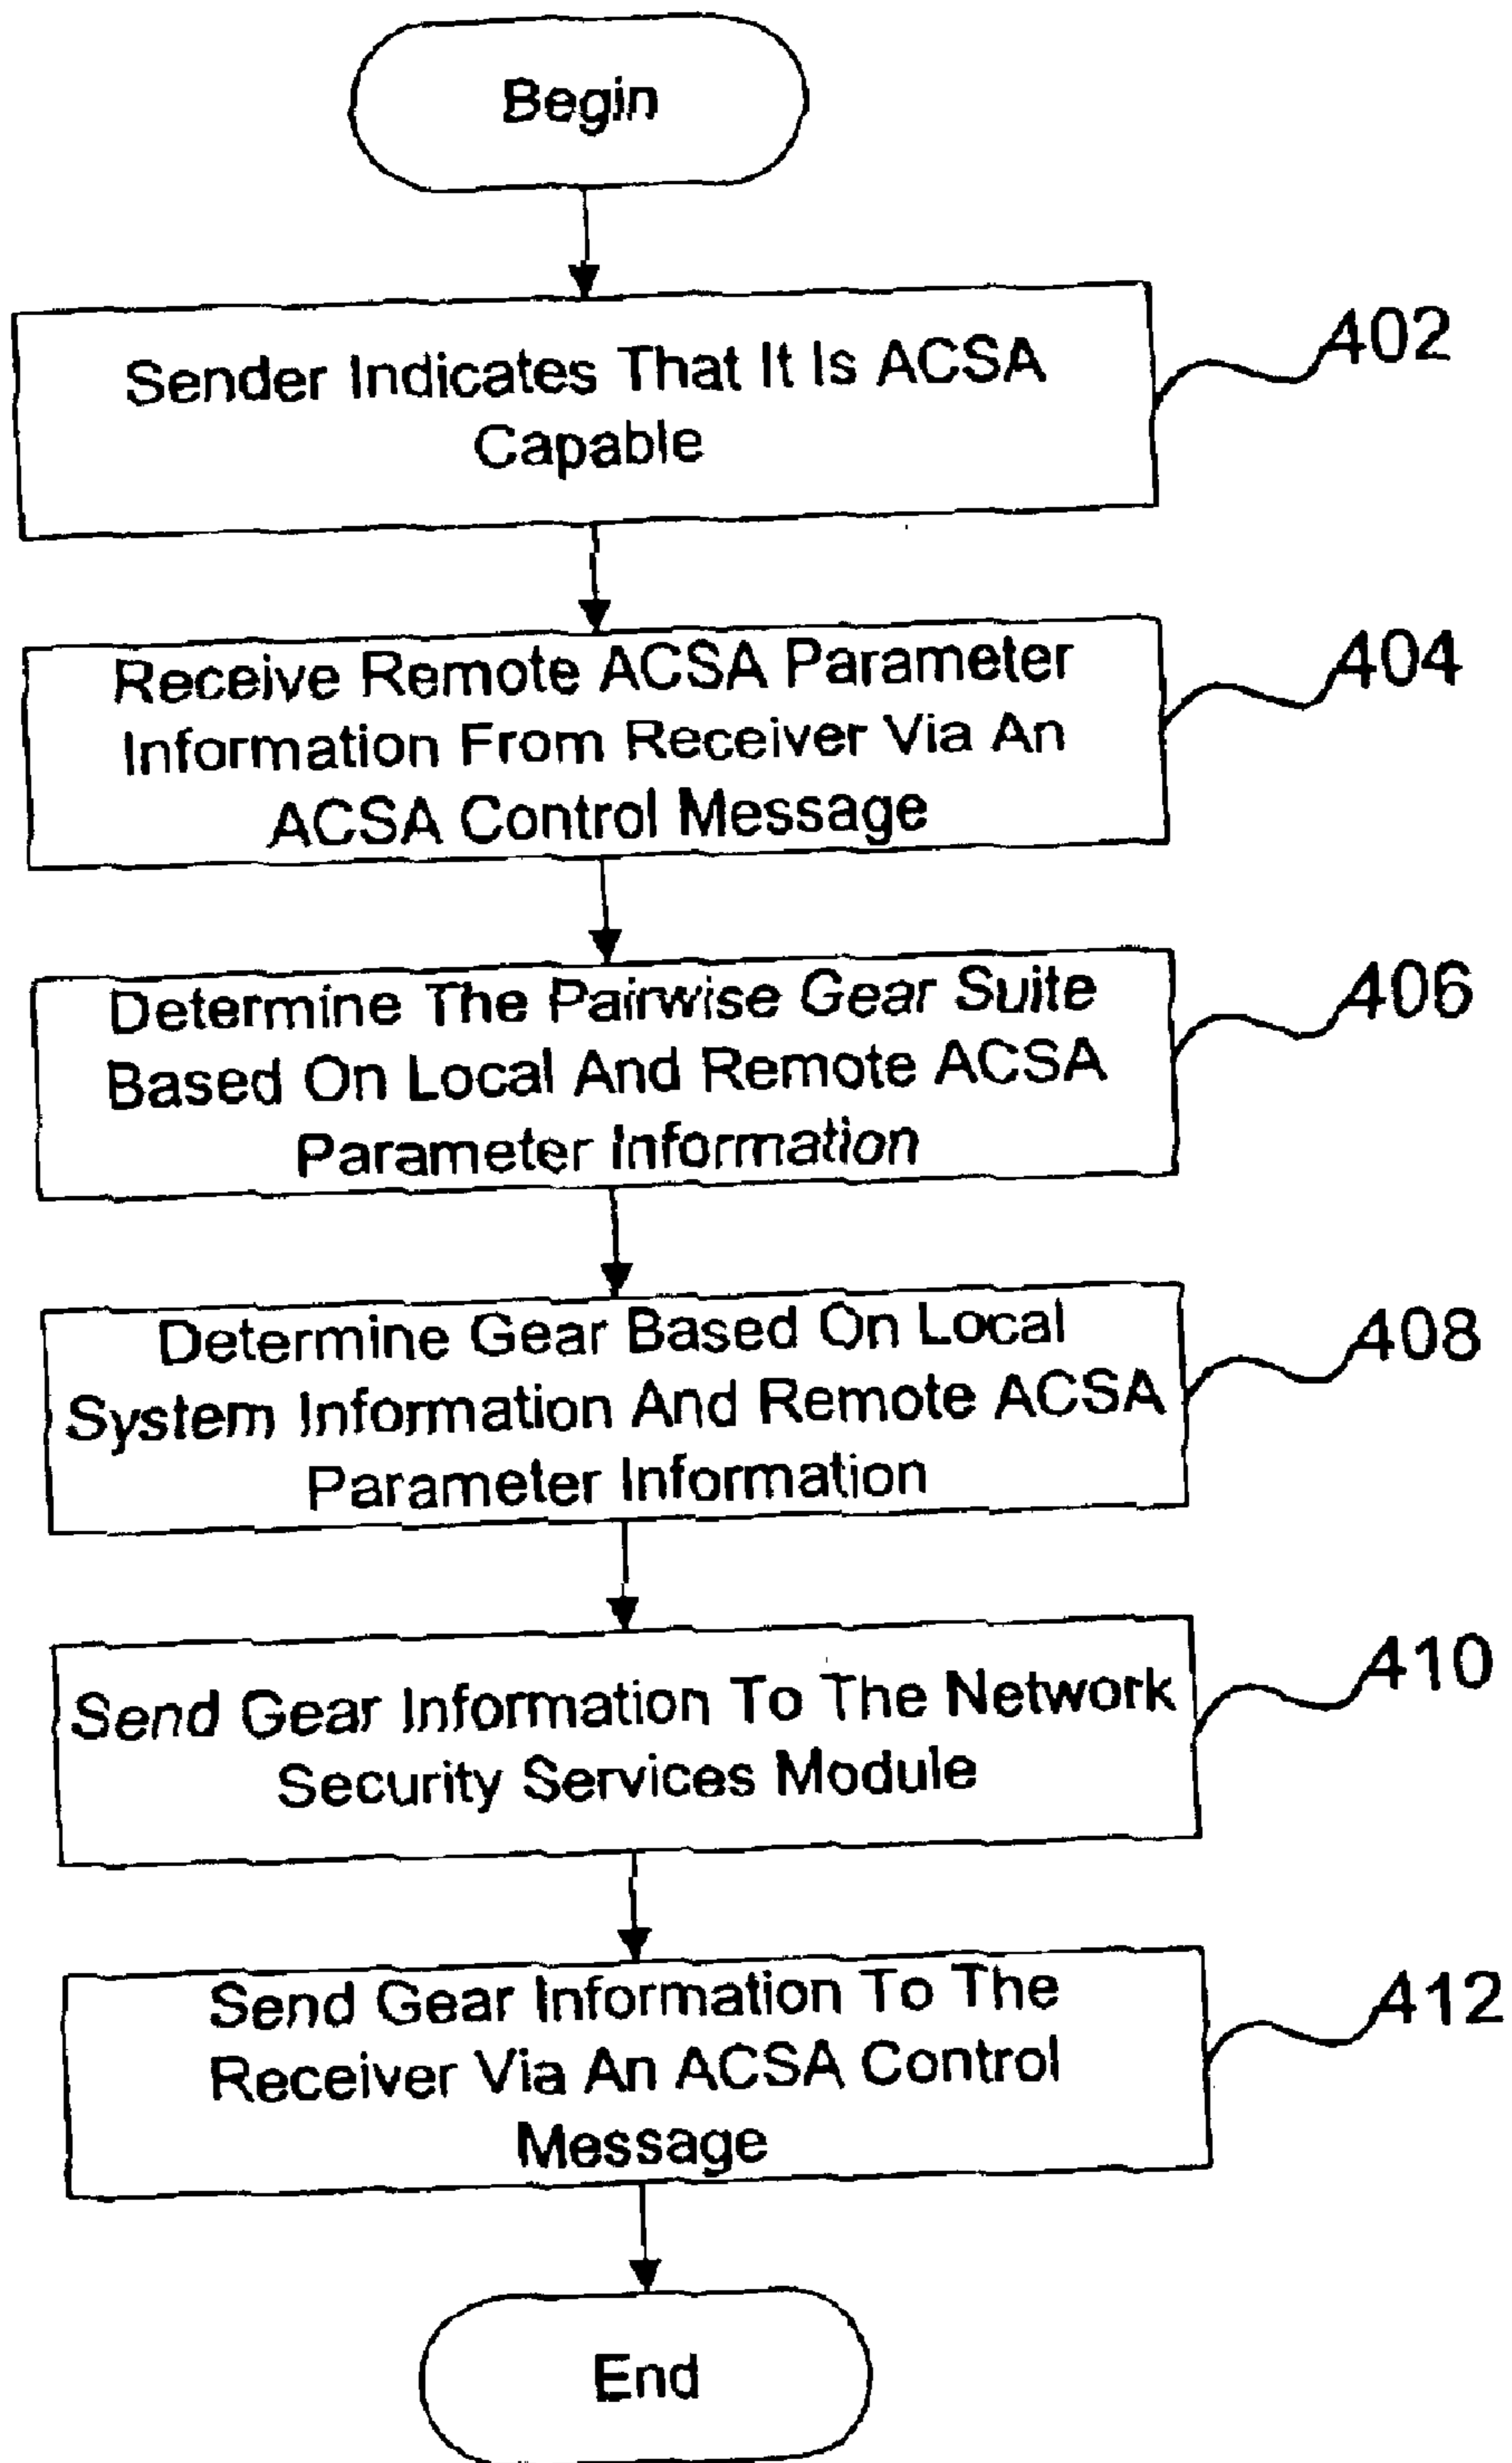 Begin
Sender Indicates That It Is ACSA
Capable
402
Receive Remote ACSA Parameter
Information From Receiver Via An
ACSA Control Message
404
Determine The Pairwise Gear Suite
Based On Local And Remote ACSA
Parameter Information
406
Determine Gear Based On Local
System Information And Remote ACSA
Parameter Information
408
Send Gear Information To The Network
Security Services Module
410
Send Gear Information To The
Receiver Via An ACSA Control
Message
412
End